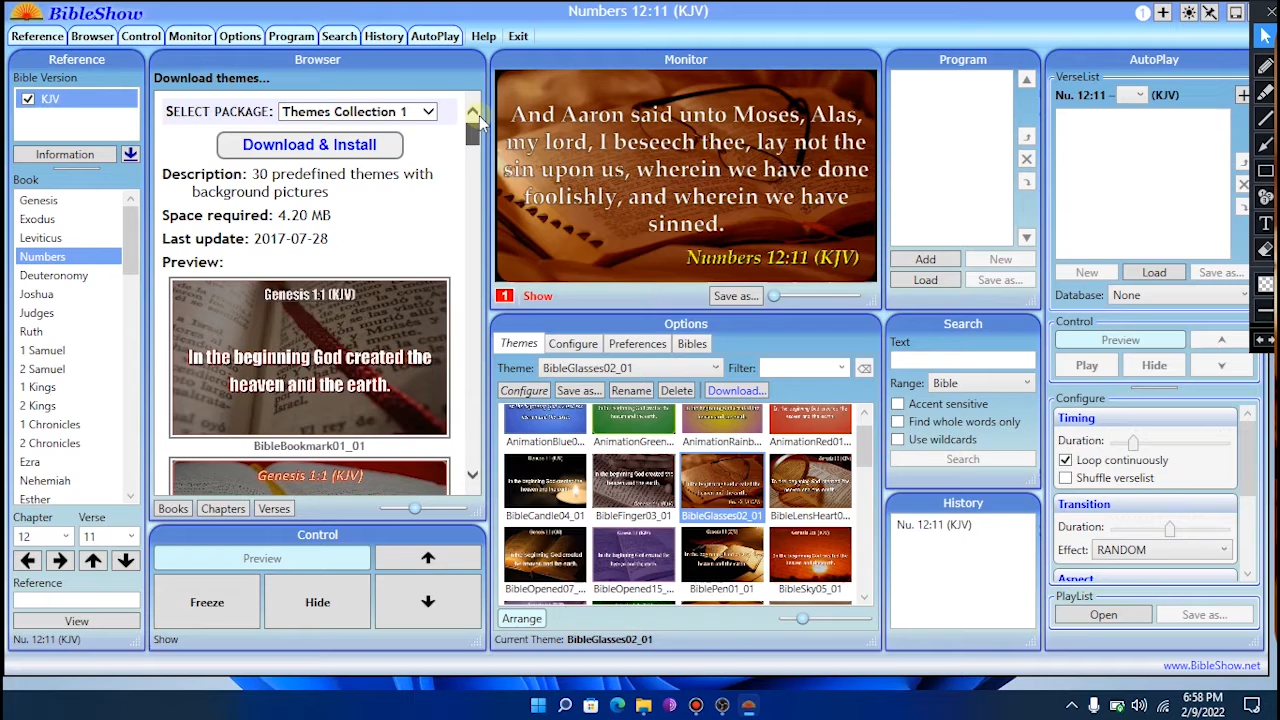 BibleShow
Numbers 12:11 (KJV)
1
Reference Browser Control Monitor Options Program Search History AutoPlay Help Exit
Reference
Bible Version
KJV
Information
Book
Genesis
Exodus
Leviticus
Numbers
Deuteronomy
Joshua
Judges
Ruth
1 Samuel
2 Samuel
1 Kings
2 Kings
1 Chronicles
2 Chronicles
Ezra
Nehemiah
Esther
Chapter Verse
12 11
Reference
View
Nu. 12:11 (KJV)
Browser
Download themes...
SELECT PACKAGE: Themes Collection 1
Download & Install
Description: 30 predefined themes with
background pictures
Space required: 4.20 MB
Last update: 2017-07-28
Preview:
Genesis 1:1 (KJV)
In the beginning God created the
heaven and the earth.
BibleBookmark01_01
Genesis 1:1 (KJV)
Books Chapters Verses
Control
Preview
Freeze Hide
Show
Monitor
And Aaron said unto Moses, Alas,
my lord, I beseech thee, lay not the
sin upon us, wherein we have done
foolishly, and wherein we have
sinned.
Numbers 12:11 (KJV)
1 Show Save as...
Options
Themes Configure Preferences Bibles
Theme: BibleGlasses02_01 Filter:
Configure Save as... Rename Delete Download...
AnimationBlue0... AnimationGreen... AnimationRainb... AnimationRed01...
BibleCandle04_01 BibleFinger03_01 BibleGlasses02_01 BibleLensHeart0...
BibleOpened07_... BibleOpened15_... BiblePen01_01 BibleSky05_01
Arrange
Current Theme: BibleGlasses02_01
Program
Add New
Load Save as...
Search
Text
Range: Bible
Accent sensitive
Find whole words only
Use wildcards
Search
History
Nu. 12:11 (KJV)
AutoPlay
VerseList
Nu. 12:11 – (KJV)
New Load Save as...
Database: None
Control
Preview
Play Hide
Configure:
Timing
Duration:
Loop continuously
Shuffle verselist
Transition
Duration:
Effect: RANDOM
Aspect
PlayList
Open Save as...
www.BibleShow.net
6:58 PM
2/9/2022